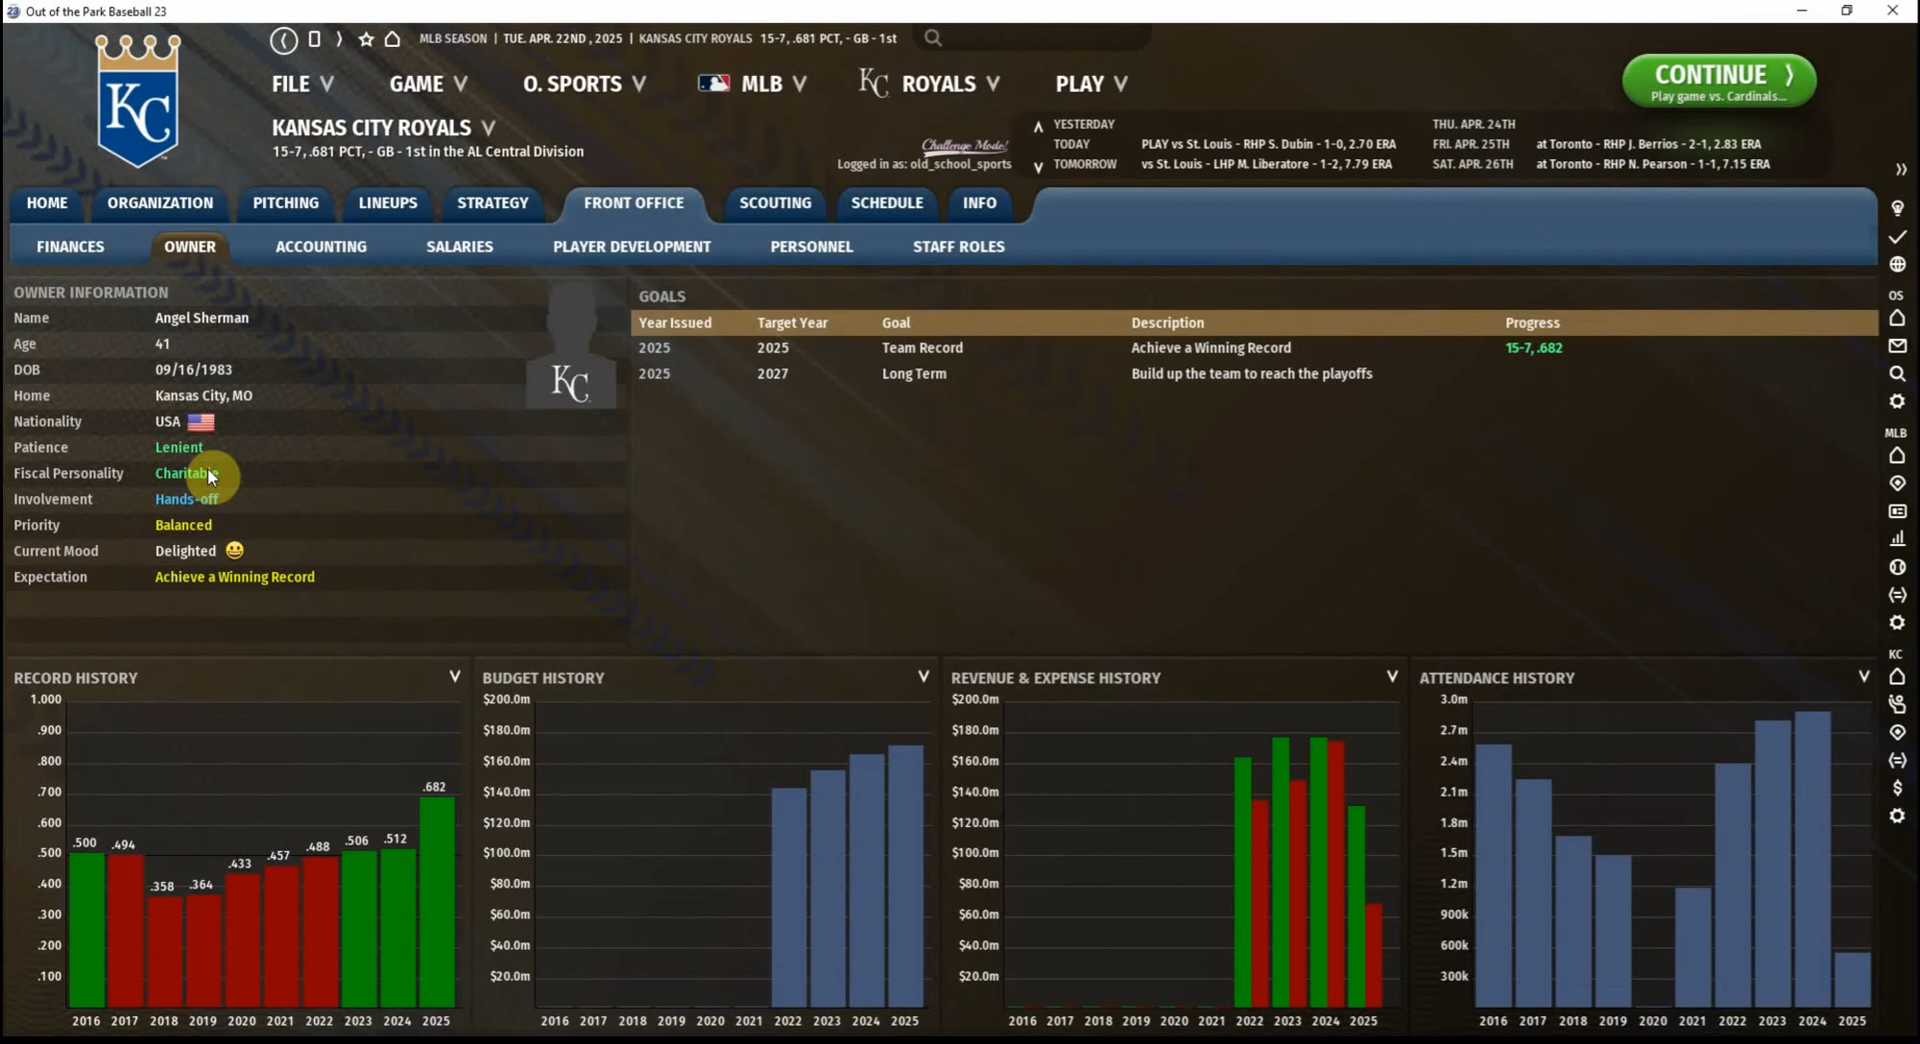 23 Out of the Park Baseball 23
MLB SEASON | TUE. APR. 22ND , 2025 | KANSAS CITY ROYALS 15-7, .681 PCT, - GB - 1st
FILE GAME O. SPORTS MLB KC ROYALS PLAY
CONTINUE
Play game vs. Cardinals...
KC
KANSAS CITY ROYALS
15-7, .681 PCT, - GB - 1st in the AL Central Division
Challenge Mode!
Logged in as: old_school_sports
YESTERDAY
TODAY PLAY vs St. Louis - RHP S. Dubin - 1-0, 2.70 ERA
TOMORROW vs St. Louis - LHP M. Liberatore - 1-2, 7.79 ERA
THU. APR. 24TH
FRI. APR. 25TH at Toronto - RHP J. Berrios - 2-1, 2.83 ERA
SAT. APR. 26TH at Toronto - RHP N. Pearson - 1-1, 7.15 ERA
HOME ORGANIZATION PITCHING LINEUPS STRATEGY FRONT OFFICE SCOUTING SCHEDULE INFO
FINANCES OWNER ACCOUNTING SALARIES PLAYER DEVELOPMENT PERSONNEL STAFF ROLES
OWNER INFORMATION
Name Angel Sherman
Age 41
DOB 09/16/1983
Home Kansas City, MO
Nationality USA
Patience Lenient
Fiscal Personality Charitable
Involvement Hands-off
Priority Balanced
Current Mood Delighted
Expectation Achieve a Winning Record
KC
GOALS
Year Issued Target Year Goal Description Progress
2025 2025 Team Record Achieve a Winning Record 15-7, .682
2025 2027 Long Term Build up the team to reach the playoffs
OS
MLB
KC
$
RECORD HISTORY
1.000
.900
.800
.700
.600
.500
.400
.300
.200
.100
.500 .494 .358 .364 .433 .457 .488 .506 .512 .682
2016 2017 2018 2019 2020 2021 2022 2023 2024 2025
BUDGET HISTORY
$200.0m
$180.0m
$160.0m
$140.0m
$120.0m
$100.0m
$80.0m
$60.0m
$40.0m
$20.0m
2016 2017 2018 2019 2020 2021 2022 2023 2024 2025
REVENUE & EXPENSE HISTORY
$200.0m
$180.0m
$160.0m
$140.0m
$120.0m
$100.0m
$80.0m
$60.0m
$40.0m
$20.0m
2016 2017 2018 2019 2020 2021 2022 2023 2024 2025
ATTENDANCE HISTORY
3.0m
2.7m
2.4m
2.1m
1.8m
1.5m
1.2m
900k
600k
300k
2016 2017 2018 2019 2020 2021 2022 2023 2024 2025